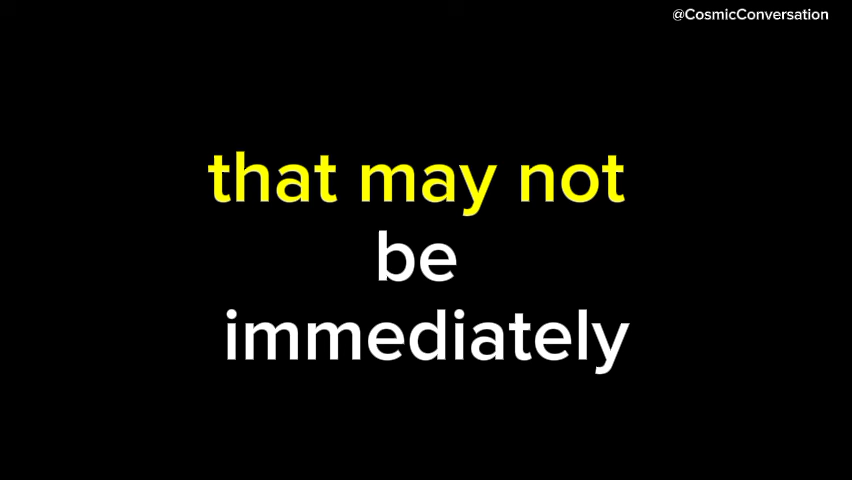 @CosmicConversation
that may not
be
immediately